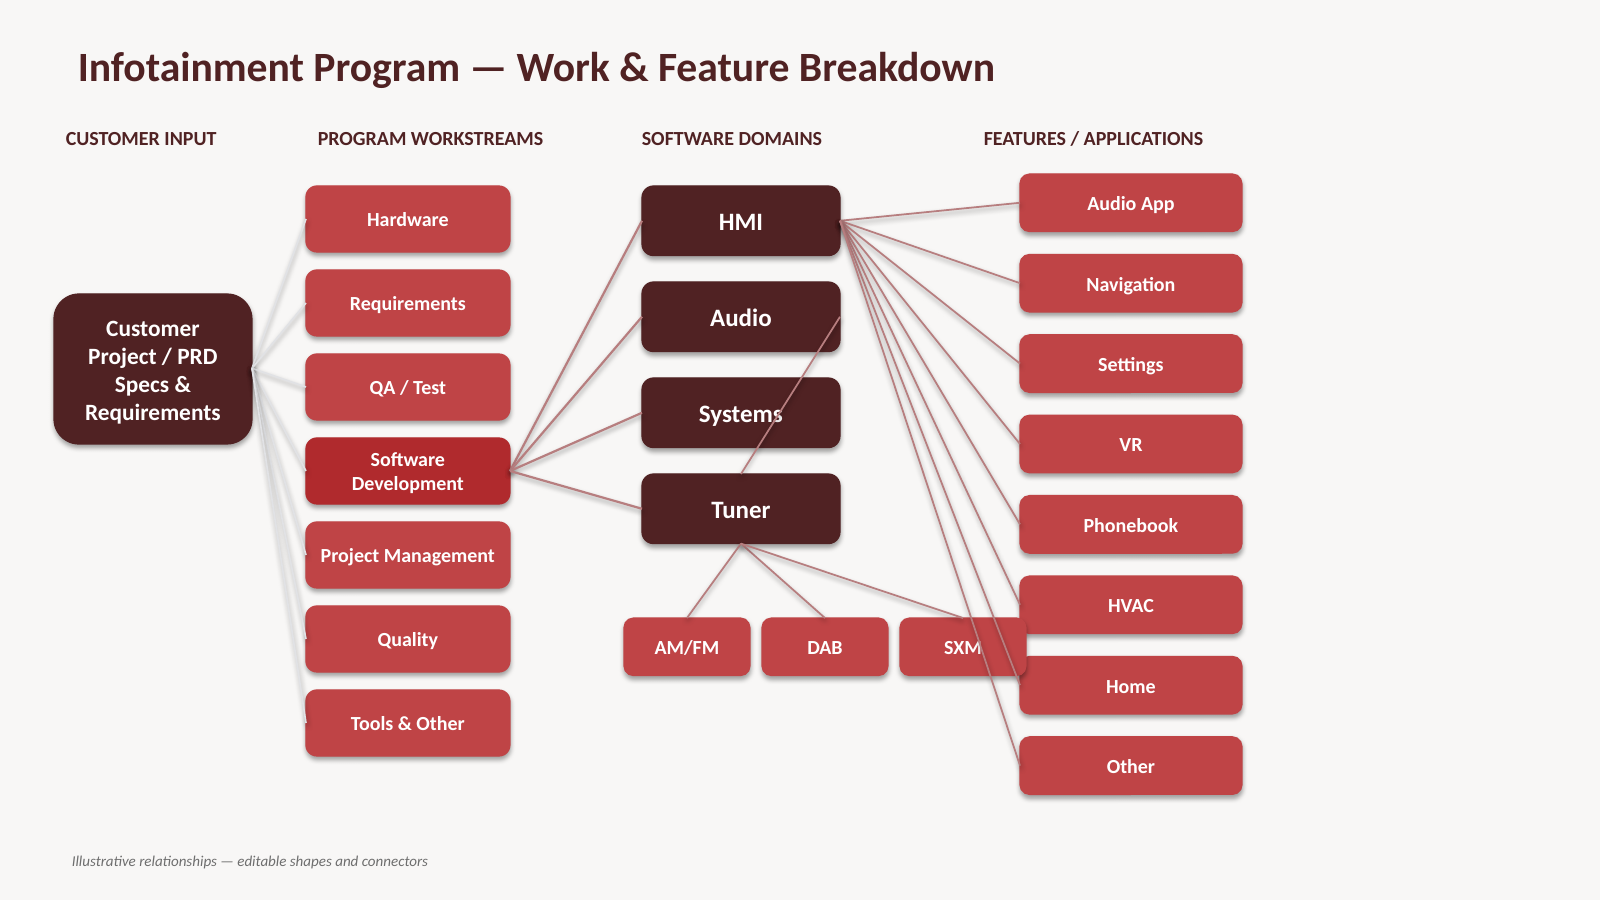 Infotainment Program — Work & Feature Breakdown
CUSTOMER INPUT
PROGRAM WORKSTREAMS
SOFTWARE DOMAINS
FEATURES / APPLICATIONS
Customer
Project / PRD
Specs &
Requirements
Hardware
Requirements
QA / Test
Software
Development
Project Management
Quality
Tools & Other
HMI
Audio
Systems
Tuner
AM/FM
DAB
SXM
Audio App
Navigation
Settings
VR
Phonebook
HVAC
Home
Other
Illustrative relationships — editable shapes and connectors